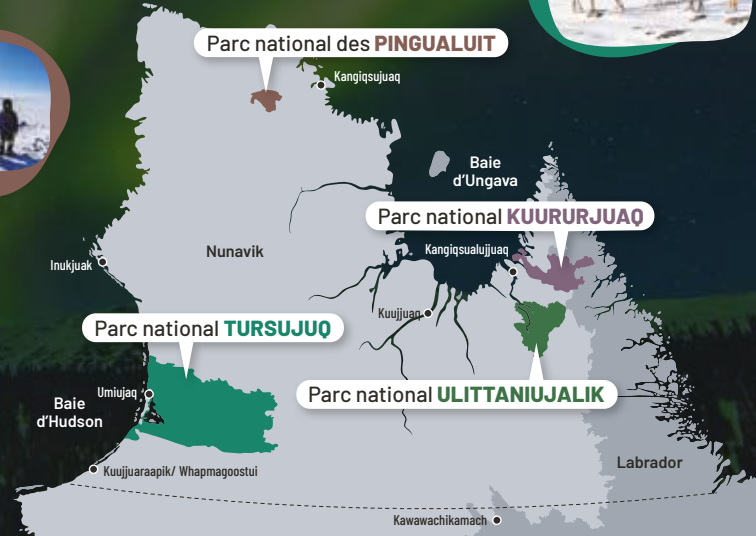 Parc national des PINGUALUIT
Kangiqsujuaq
Baie
d'Ungava
Parc national KUURURJUAQ
Kangiqsualujjuaq
Nunavik
Inukjuak
Kuujjuaq
Parc national TURSUJUQ
Parc national ULITTANIUJALIK
Umiujaq
Baie
d'Hudson
Labrador
Kuujjuaraapik/ Whapmagoostui
Kawawachikamach